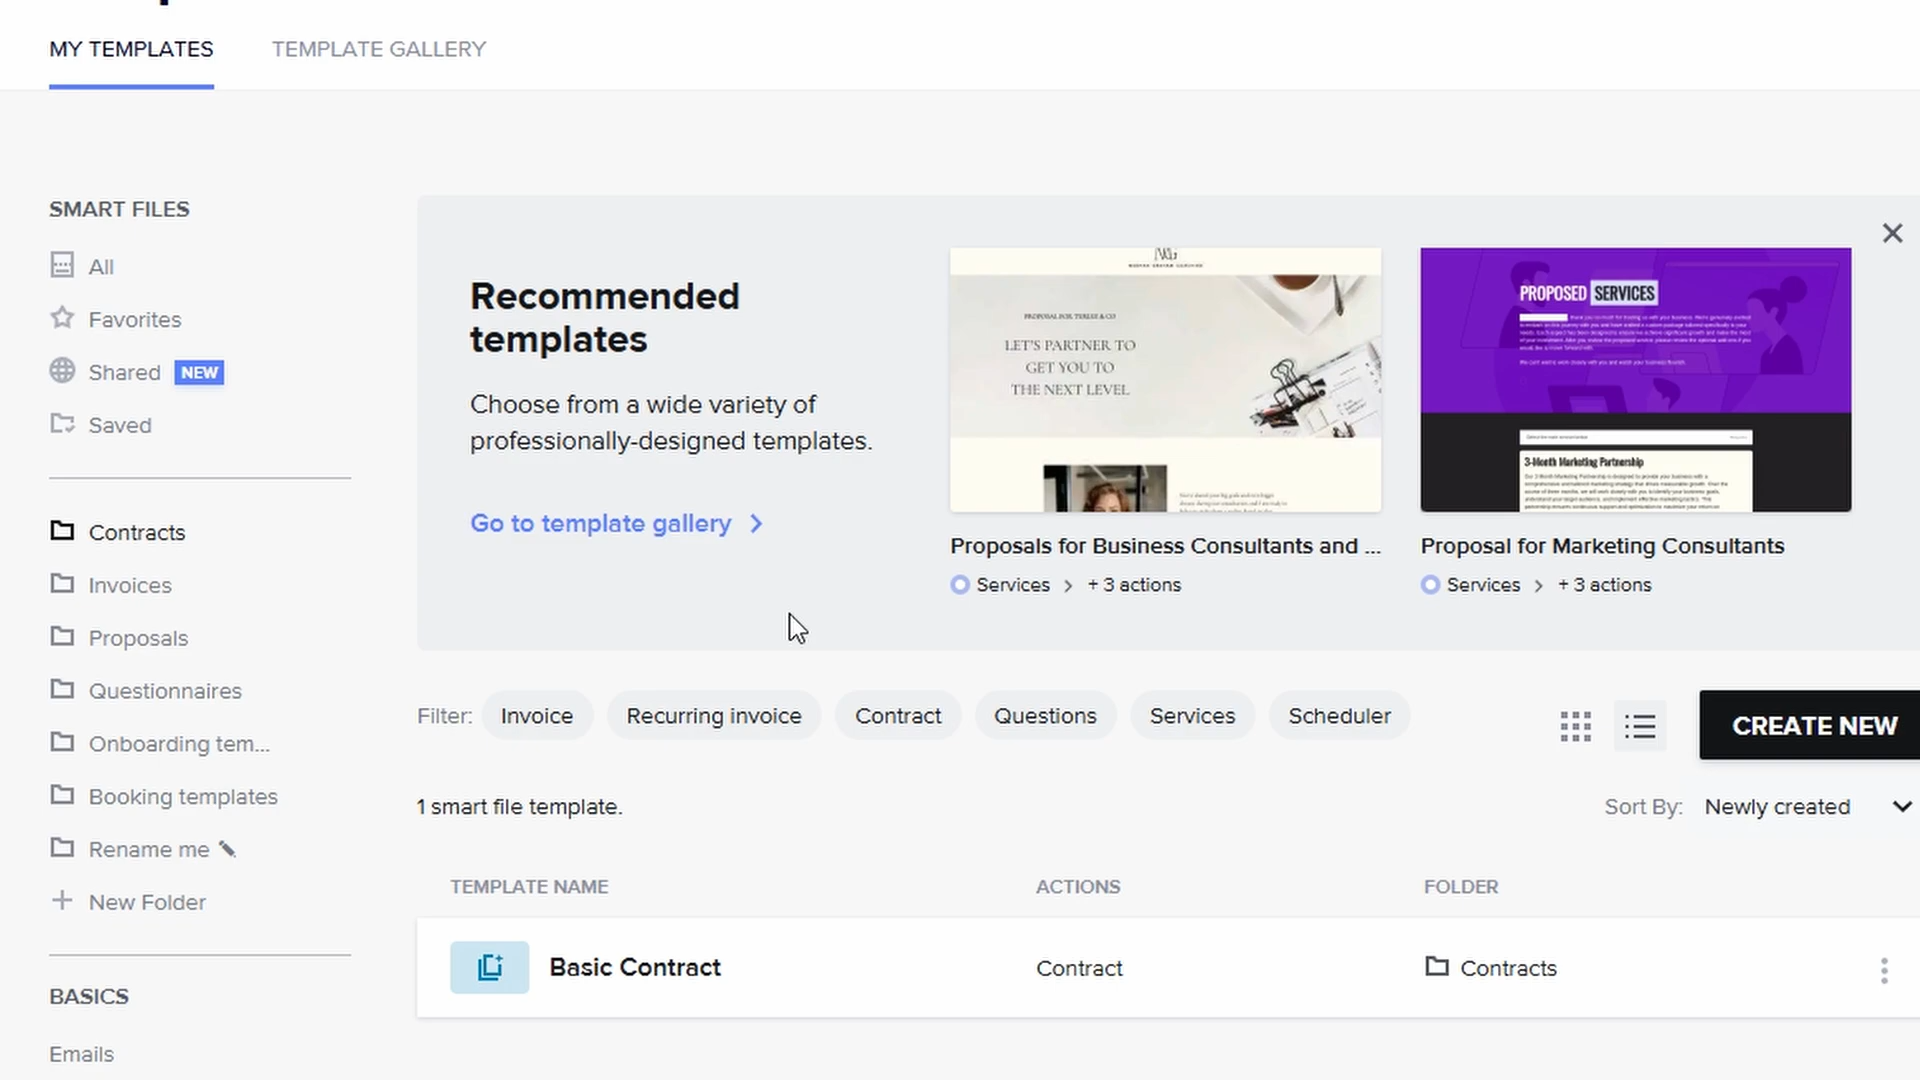 MY TEMPLATES
TEMPLATE GALLERY
SMART FILES
All
Favorites
Shared NEW
Saved
Contracts
Invoices
Proposals
Questionnaires
Onboarding tem...
Booking templates
Rename me
New Folder
BASICS
Emails
Recommended
templates
Choose from a wide variety of
professionally-designed templates.
Go to template gallery
LET'S PARTNER TO
GET YOU TO
THE NEXT LEVEL
Proposals for Business Consultants and ...
Services > + 3 actions
PROPOSED SERVICES
3-Month Marketing Partnership
Proposal for Marketing Consultants
Services > + 3 actions
Filter: Invoice Recurring invoice Contract Questions Services Scheduler
CREATE NEW
1 smart file template.
Sort By: Newly created
TEMPLATE NAME ACTIONS FOLDER
Basic Contract Contract Contracts